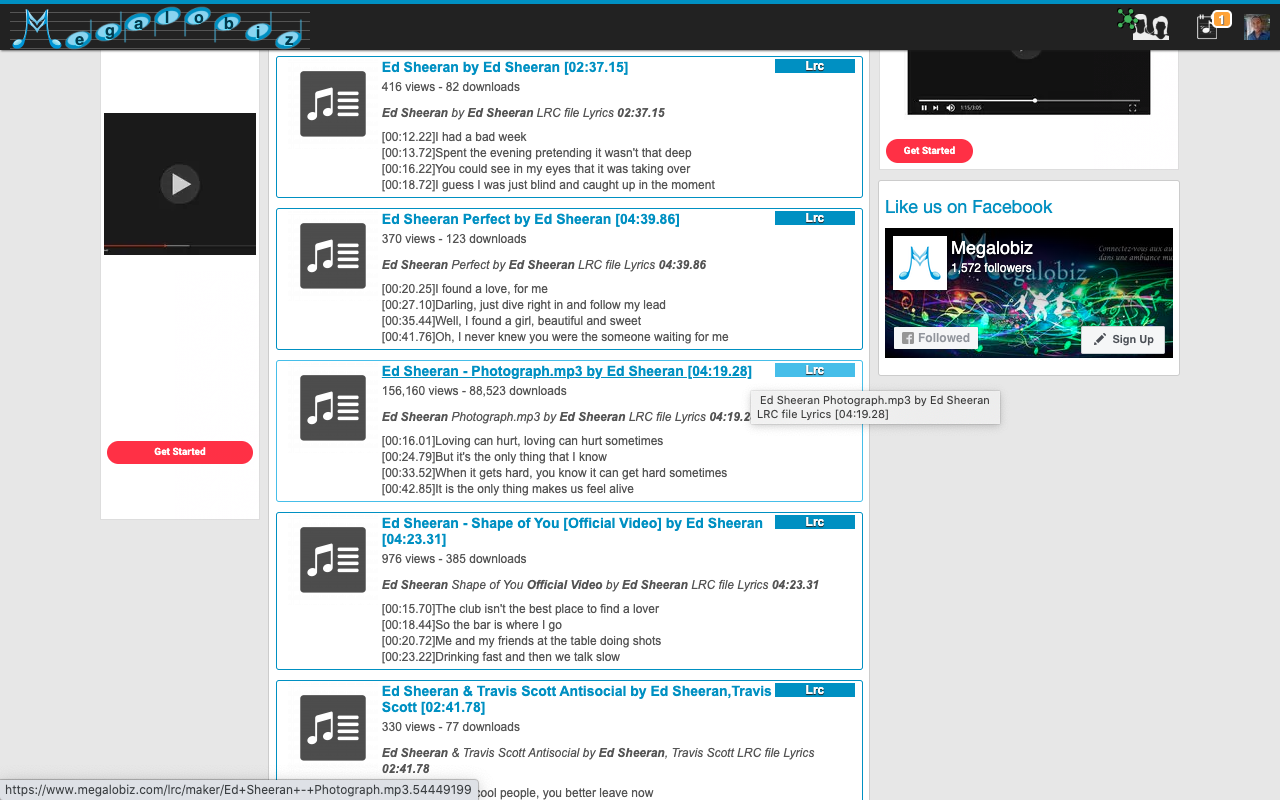 Megalobiz
1
Ed Sheeran by Ed Sheeran [02:37.15]
Lrc
416 views - 82 downloads
Ed Sheeran by Ed Sheeran LRC file Lyrics 02:37.15
[00:12.22]I had a bad week
[00:13.72]Spent the evening pretending it wasn't that deep
[00:16.22]You could see in my eyes that it was taking over
[00:18.72]I guess I was just blind and caught up in the moment
Ed Sheeran Perfect by Ed Sheeran [04:39.86]
Lrc
370 views - 123 downloads
Ed Sheeran Perfect by Ed Sheeran LRC file Lyrics 04:39.86
[00:20.25]I found a love, for me
[00:27.10]Darling, just dive right in and follow my lead
[00:35.44]Well, I found a girl, beautiful and sweet
[00:41.76]Oh, I never knew you were the someone waiting for me
Ed Sheeran - Photograph.mp3 by Ed Sheeran [04:19.28]
Lrc
156,160 views - 88,523 downloads
Ed Sheeran Photograph.mp3 by Ed Sheeran LRC file Lyrics 04:19.2
[00:16.01]Loving can hurt, loving can hurt sometimes
[00:24.79]But it's the only thing that I know
[00:33.52]When it gets hard, you know it can get hard sometimes
[00:42.85]It is the only thing makes us feel alive
Ed Sheeran Photograph.mp3 by Ed Sheeran
LRC file Lyrics [04:19.28]
Ed Sheeran - Shape of You [Official Video] by Ed Sheeran
[04:23.31]
Lrc
976 views - 385 downloads
Ed Sheeran Shape of You Official Video by Ed Sheeran LRC file Lyrics 04:23.31
[00:15.70]The club isn't the best place to find a lover
[00:18.44]So the bar is where I go
[00:20.72]Me and my friends at the table doing shots
[00:23.22]Drinking fast and then we talk slow
Ed Sheeran & Travis Scott Antisocial by Ed Sheeran,Travis
Scott [02:41.78]
Lrc
330 views - 77 downloads
Ed Sheeran & Travis Scott Antisocial by Ed Sheeran, Travis Scott LRC file Lyrics
02:41.78
cool people, you better leave now
Get Started
1:15/3:05
Get Started
Like us on Facebook
Megalobiz
1,572 followers
Connectez-vous aux au
dans une ambiance mu
Megalobiz
Followed
Sign Up
https://www.megalobiz.com/lrc/maker/Ed+Sheeran+-+Photograph.mp3.54449199